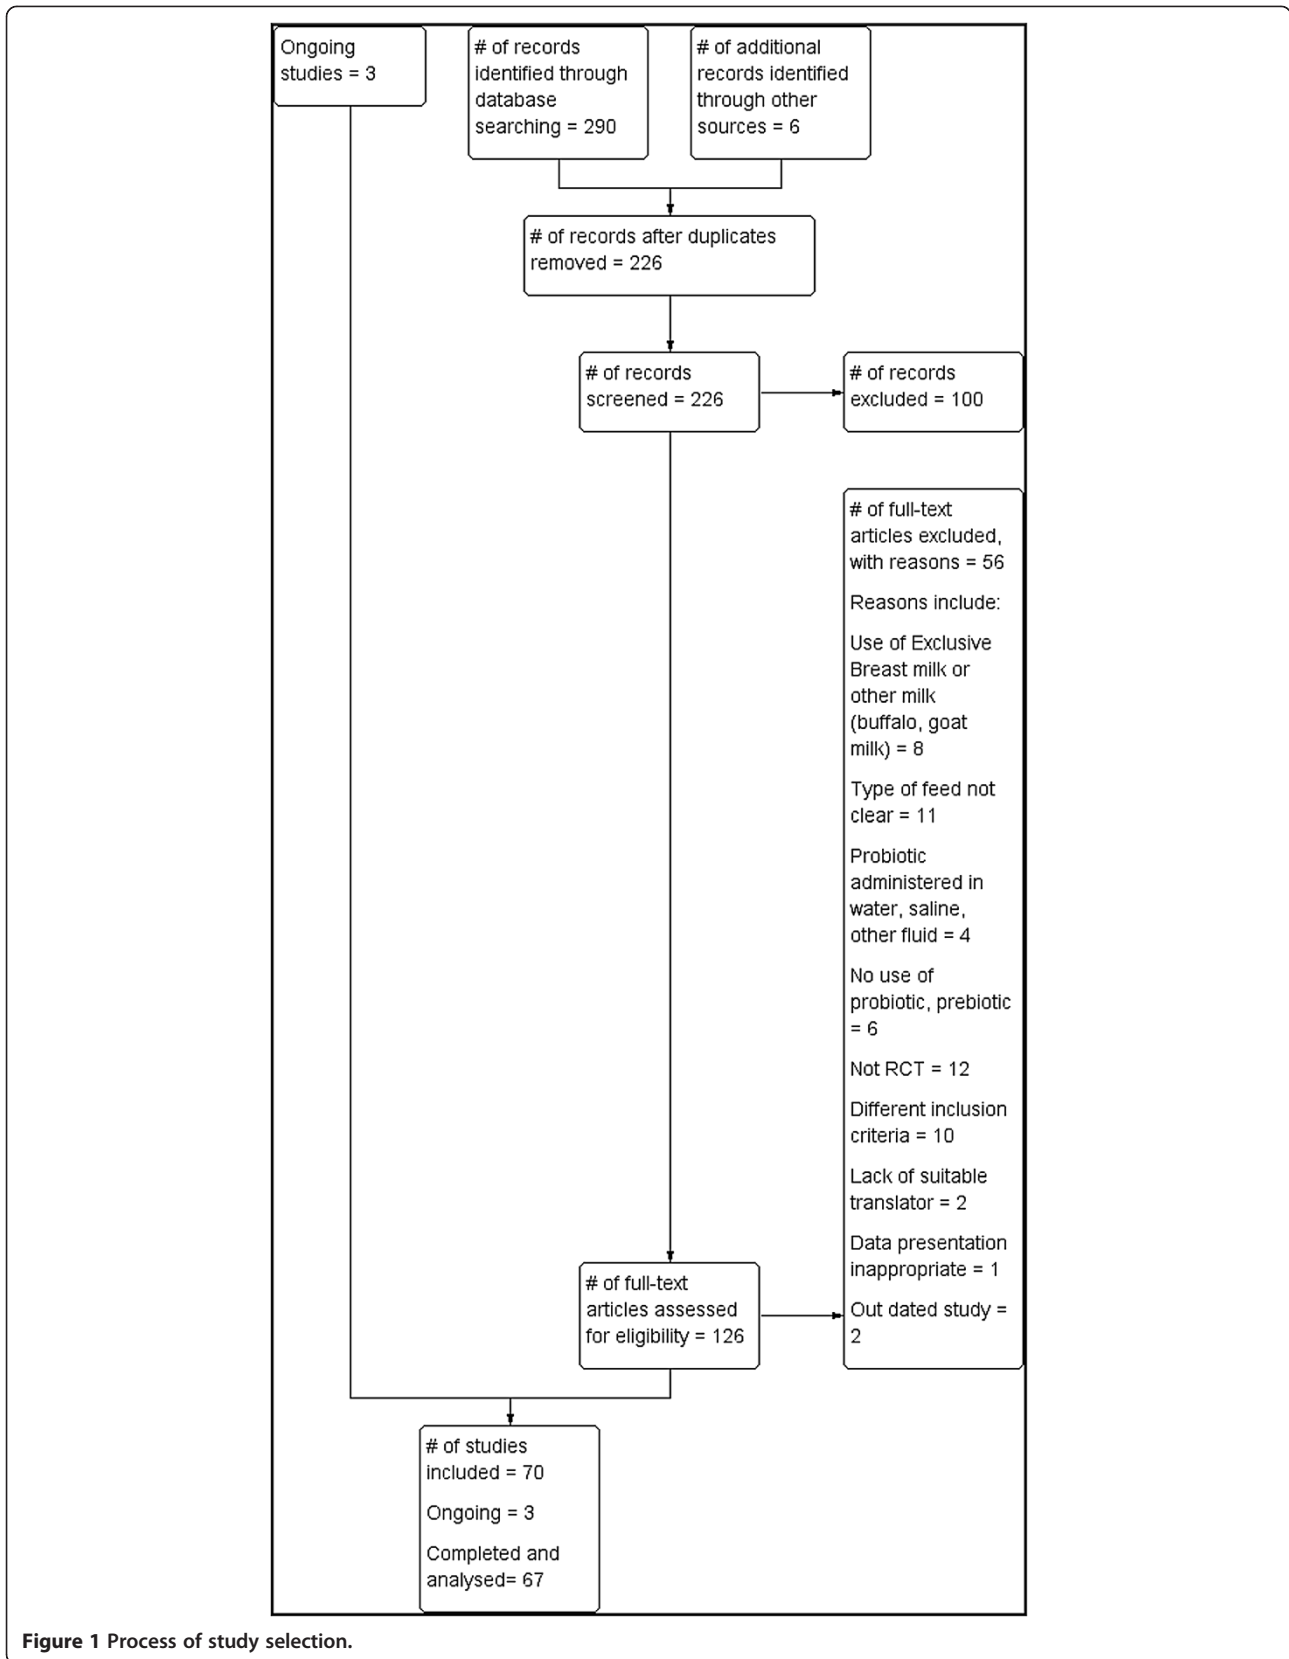 Ongoing
studies = 3
# of records
identified through
database
searching = 290
# of additional
records identified
through other
sources = 6
# of records after duplicates
removed = 226
# of records
screened = 226
# of records
excluded = 100
# of full-text
articles excluded,
with reasons = 56
Reasons include:
Use of Exclusive
Breast milk or
other milk
(buffalo, goat
milk) = 8
Type of feed not
clear = 11
Probiotic
administered in
water, saline,
other fluid = 4
No use of
probiotic, prebiotic
= 6
Not RCT = 12
Different inclusion
criteria = 10
Lack of suitable
translator = 2
Data presentation
inappropriate = 1
Out dated study =
2
# of full-text
articles assessed
for eligibility = 126
# of studies
included = 70
Ongoing = 3
Completed and
analysed= 67
Figure 1 Process of study selection.